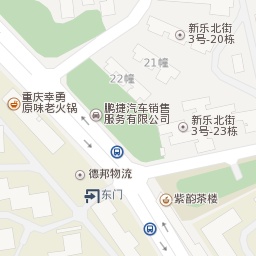 新乐北街
3号-20栋
21幢
22幢
重庆幸勇
原味老火锅
鹏捷汽车销售
服务有限公司
新乐北街
3号-23栋
德邦物流
东门
紫韵茶楼